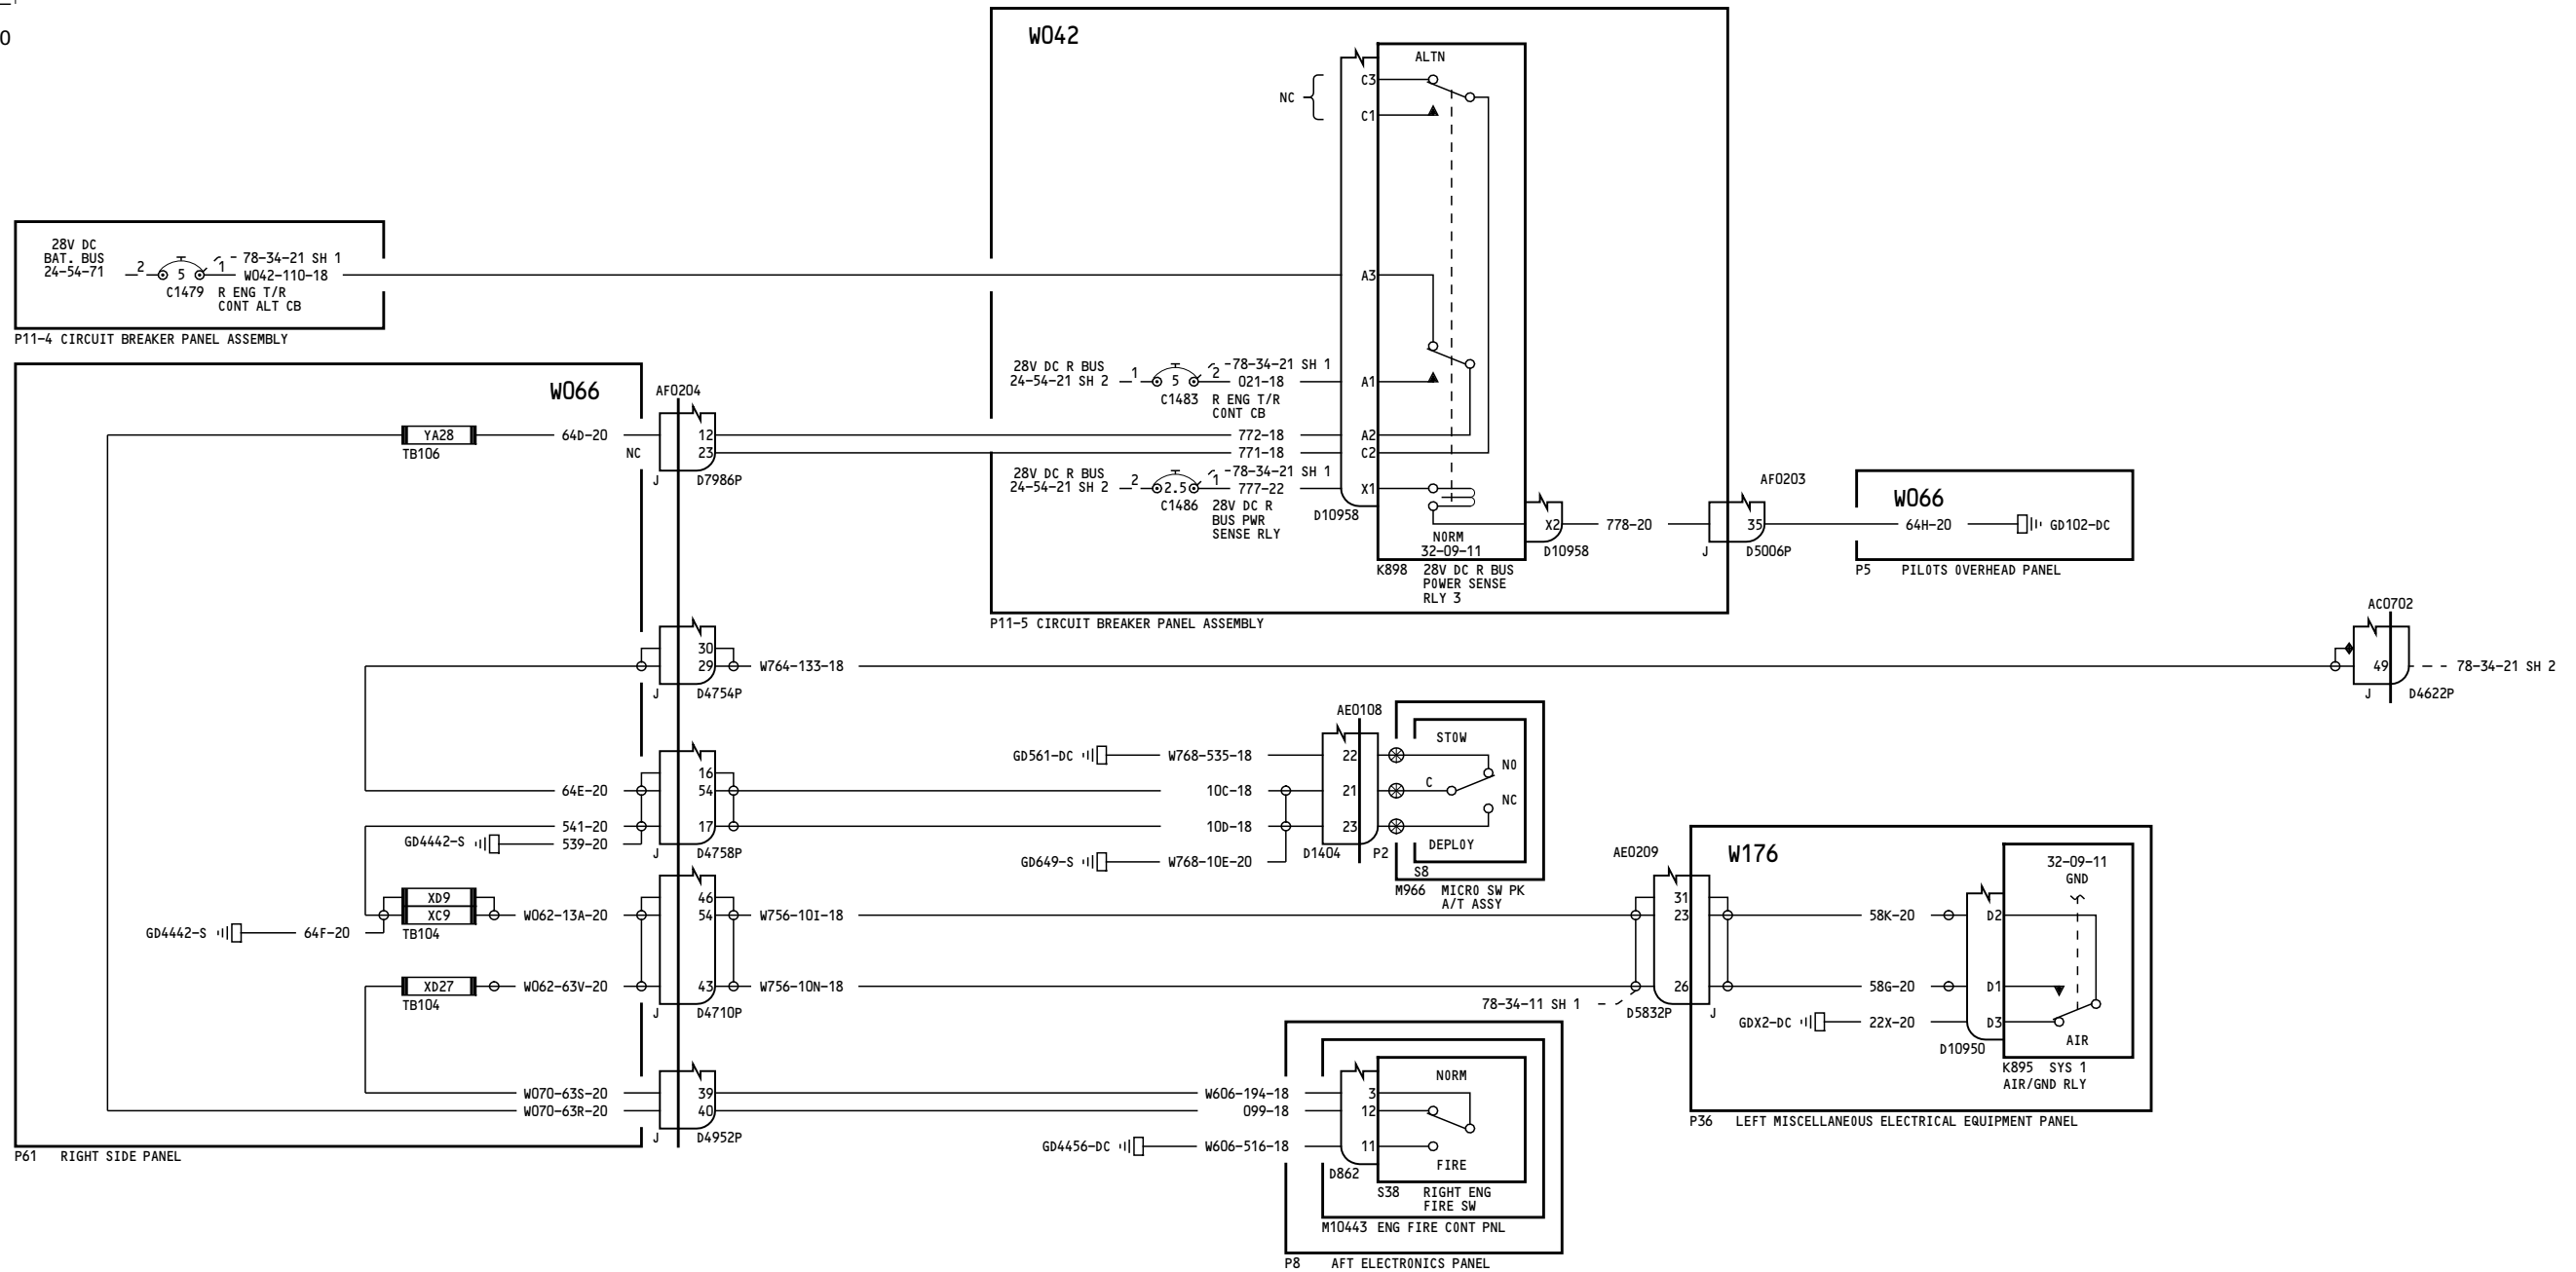 0
W042
ALTN
C3
NC
C1
28V DC
BAT. BUS
24-54-71
2
5
1
78-34-21 SH 1
W042-110-18
C1479
R ENG T/R
CONT ALT CB
A3
P11-4 CIRCUIT BREAKER PANEL ASSEMBLY
W066
AF0204
28V DC R BUS
24-54-21 SH 2
1
5
2
78-34-21 SH 1
021-18
A1
C1483
R ENG T/R
CONT CB
YA28
TB106
64D-20
NC
12
23
J
D7986P
772-18
771-18
A2
C2
28V DC R BUS
24-54-21 SH 2
2
2.5
1
78-34-21 SH 1
777-22
X1
C1486
28V DC R
BUS PWR
SENSE RLY
D10958
NORM
32-09-11
K898
28V DC R BUS
POWER SENSE
RLY 3
X2
D10958
778-20
AF0203
35
J
D5006P
W066
64H-20
GD102-DC
P5
PILOTS OVERHEAD PANEL
P11-5 CIRCUIT BREAKER PANEL ASSEMBLY
AC0702
30
29
W764-133-18
49
78-34-21 SH 2
J
D4754P
J
D4622P
AE0108
STOW
GD561-DC
W768-535-18
22
NO
16
64E-20
54
10C-18
21
C
NC
541-20
17
10D-18
23
GD4442-S
539-20
J
D4758P
D1404
P2
DEPLOY
GD649-S
W768-10E-20
S8
M966
MICRO SW PK
A/T ASSY
AE0209
W176
32-09-11
GND
XD9
XC9
TB104
W062-13A-20
46
54
W756-10I-18
31
23
58K-20
D2
GD4442-S
64F-20
XD27
TB104
W062-63V-20
43
W756-10N-18
26
58G-20
D1
78-34-11 SH 1
J
D4710P
D5832P
J
GDX2-DC
22X-20
D3
AIR
D10950
K895
SYS 1
AIR/GND RLY
NORM
W070-63S-20
39
W606-194-18
3
W070-63R-20
40
099-18
12
J
D4952P
GD4456-DC
W606-516-18
11
P36
LEFT MISCELLANEOUS ELECTRICAL EQUIPMENT PANEL
P61
RIGHT SIDE PANEL
FIRE
D862
S38
RIGHT ENG
FIRE SW
M10443 ENG FIRE CONT PNL
P8
AFT ELECTRONICS PANEL